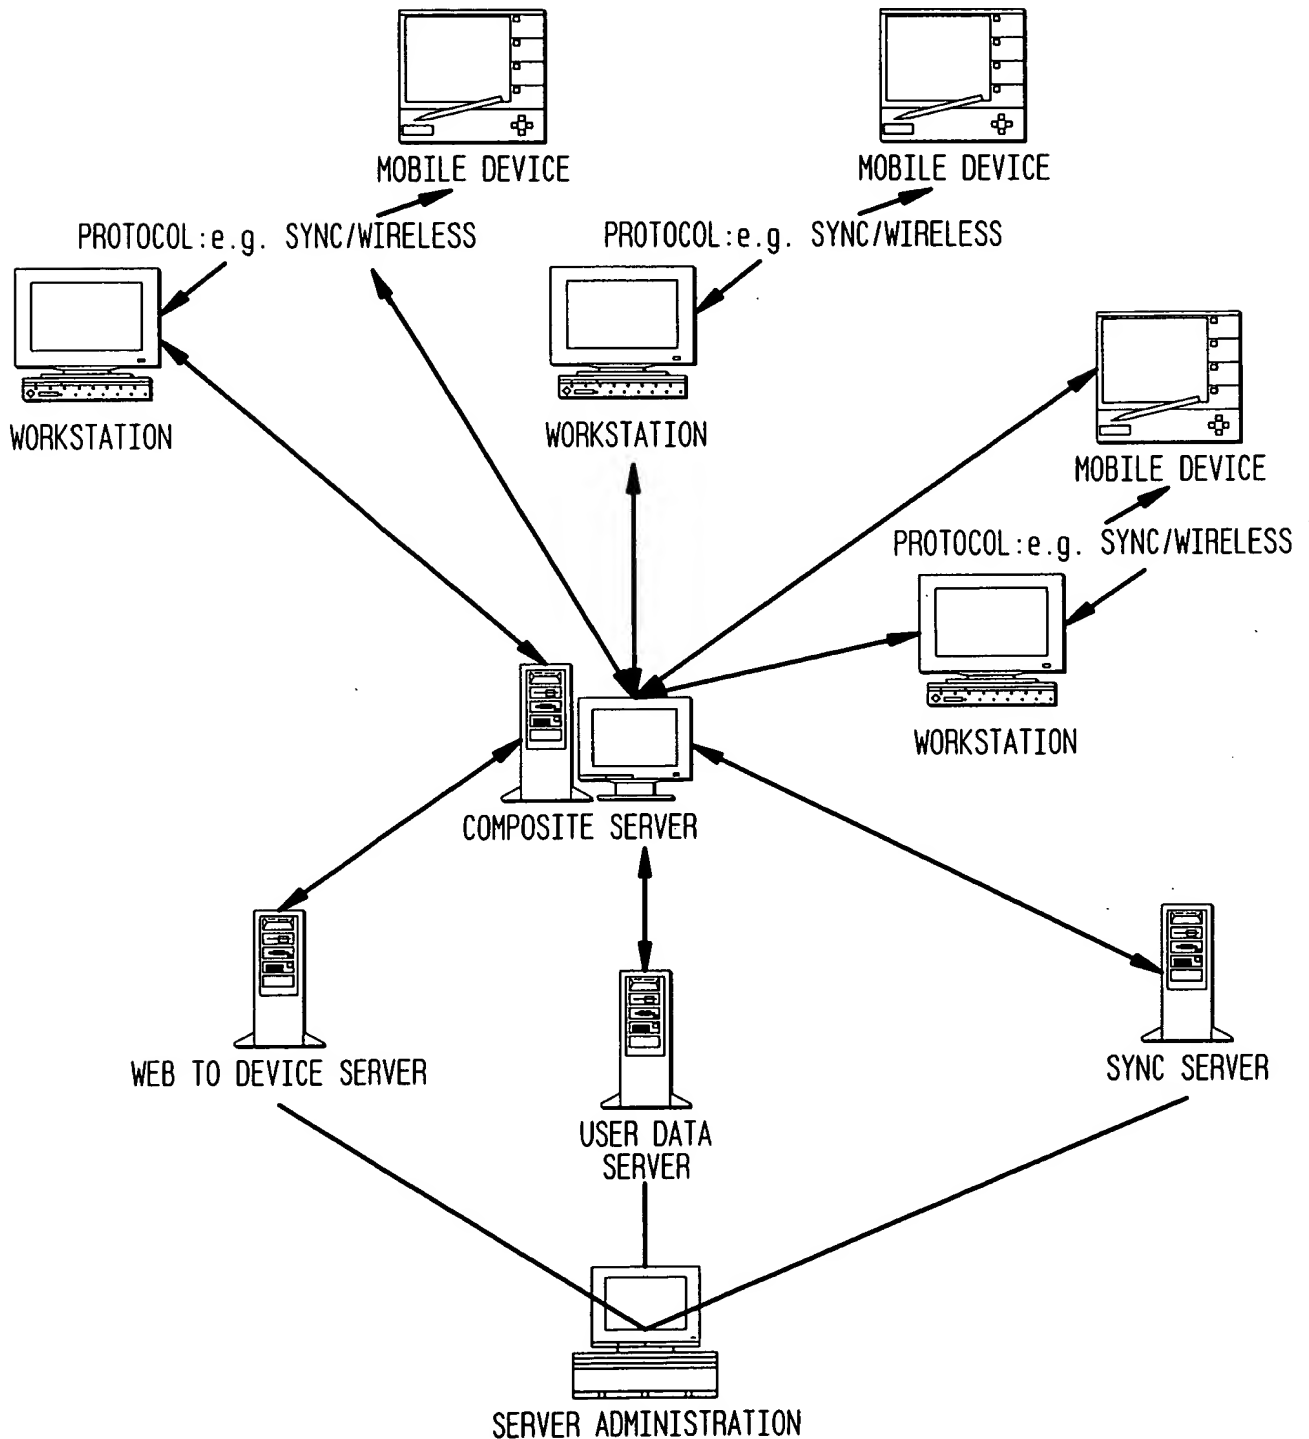 MOBILE DEVICE
MOBILE DEVICE
PROTOCOL:e.g. SYNC/WIRELESS
PROTOCOL:e.g. SYNC/WIRELESS
WORKSTATION
WORKSTATION
MOBILE DEVICE
PROTOCOL:e.g. SYNC/WIRELESS
WORKSTATION
COMPOSITE SERVER
WEB TO DEVICE SERVER
SYNC SERVER
USER DATA
SERVER
SERVER ADMINISTRATION